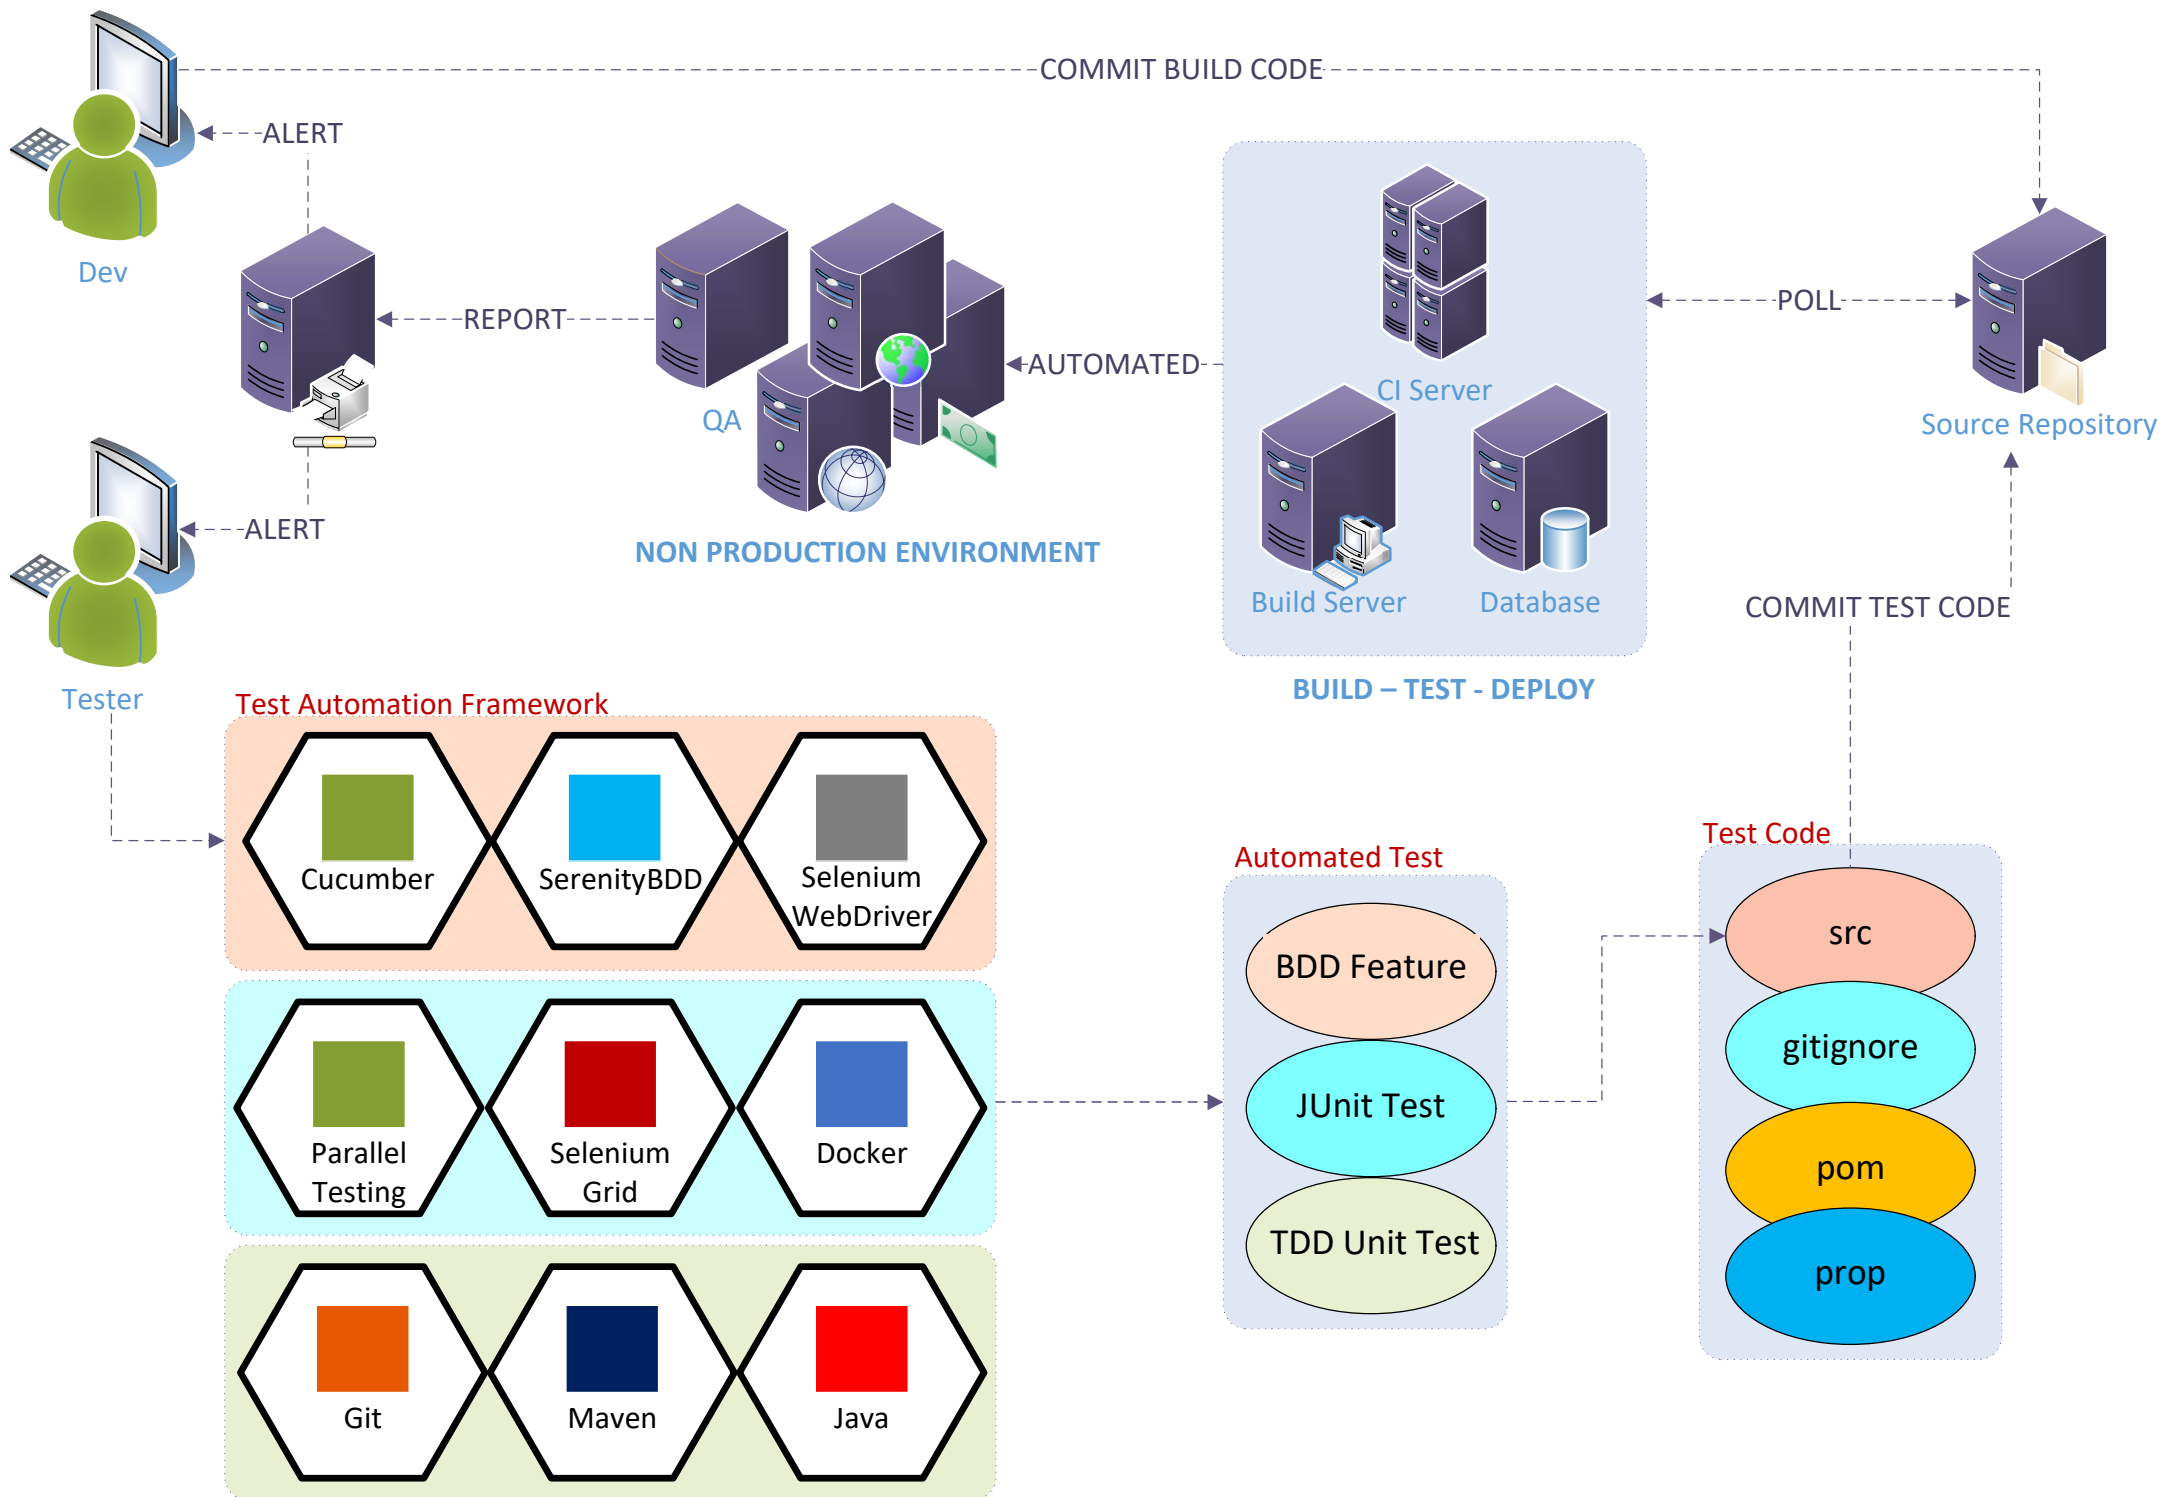 COMMIT BUILD CODE
ALERT
Dev
REPORT
POLL
AUTOMATED
CI Server
QA
Source Repository
ALERT
NON PRODUCTION ENVIRONMENT
Build Server
Database
COMMIT TEST CODE
BUILD – TEST - DEPLOY
Tester
Test Automation Framework
Cucumber
SerenityBDD
Selenium
WebDriver
Parallel
Testing
Selenium
Grid
Docker
Git
Maven
Java
Automated Test
BDD Feature
JUnit Test
TDD Unit Test
Test Code
src
gitignore
pom
prop